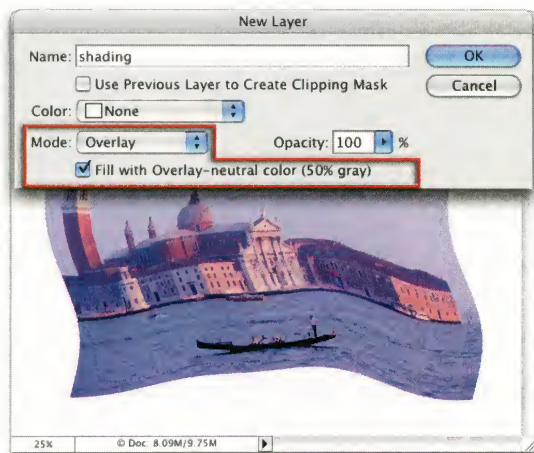 New Layer
Name: shading
OK
Use Previous Layer to Create Clipping Mask
Cancel
Color: None
Mode: Overlay Opacity: 100 %
Fill with Overlay-neutral color (50% gray)
25% © Doc: 8.09M/9.75M